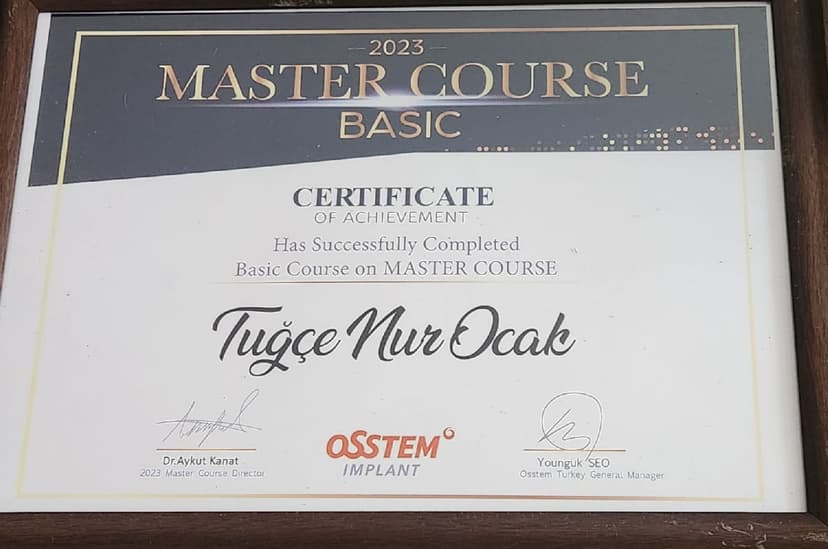 2023
MASTER COURSE
BASIC
CERTIFICATE
OF ACHIEVEMENT
Has Successfully Completed
Basic Course on MASTER COURSE
Tuğçe Nur Ocak
Dr.Aykut Kanat
2023 Master Course Director
OSSTEM
IMPLANT
Younguk SEO
Osstem Turkey General Manager